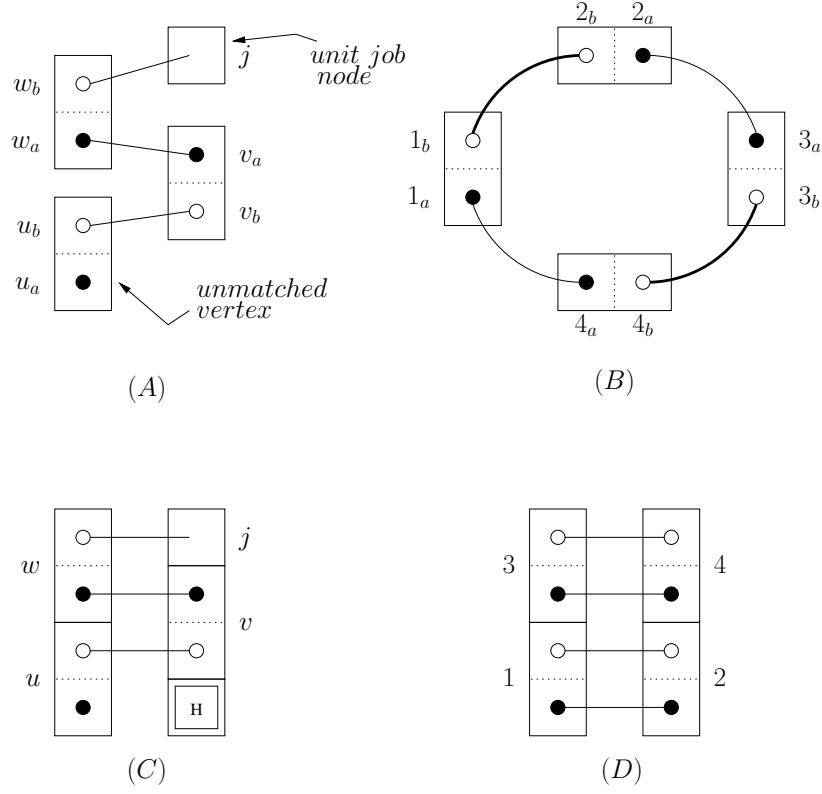 w_b
w_a
u_b
u_a
j
v_a
v_b
unit job
node
unmatched
vertex
(A)
2_b 2_a
1_b
1_a
3_a
3_b
4_a 4_b
(B)
w
u
j
v
H
(C)
3
1
4
2
(D)